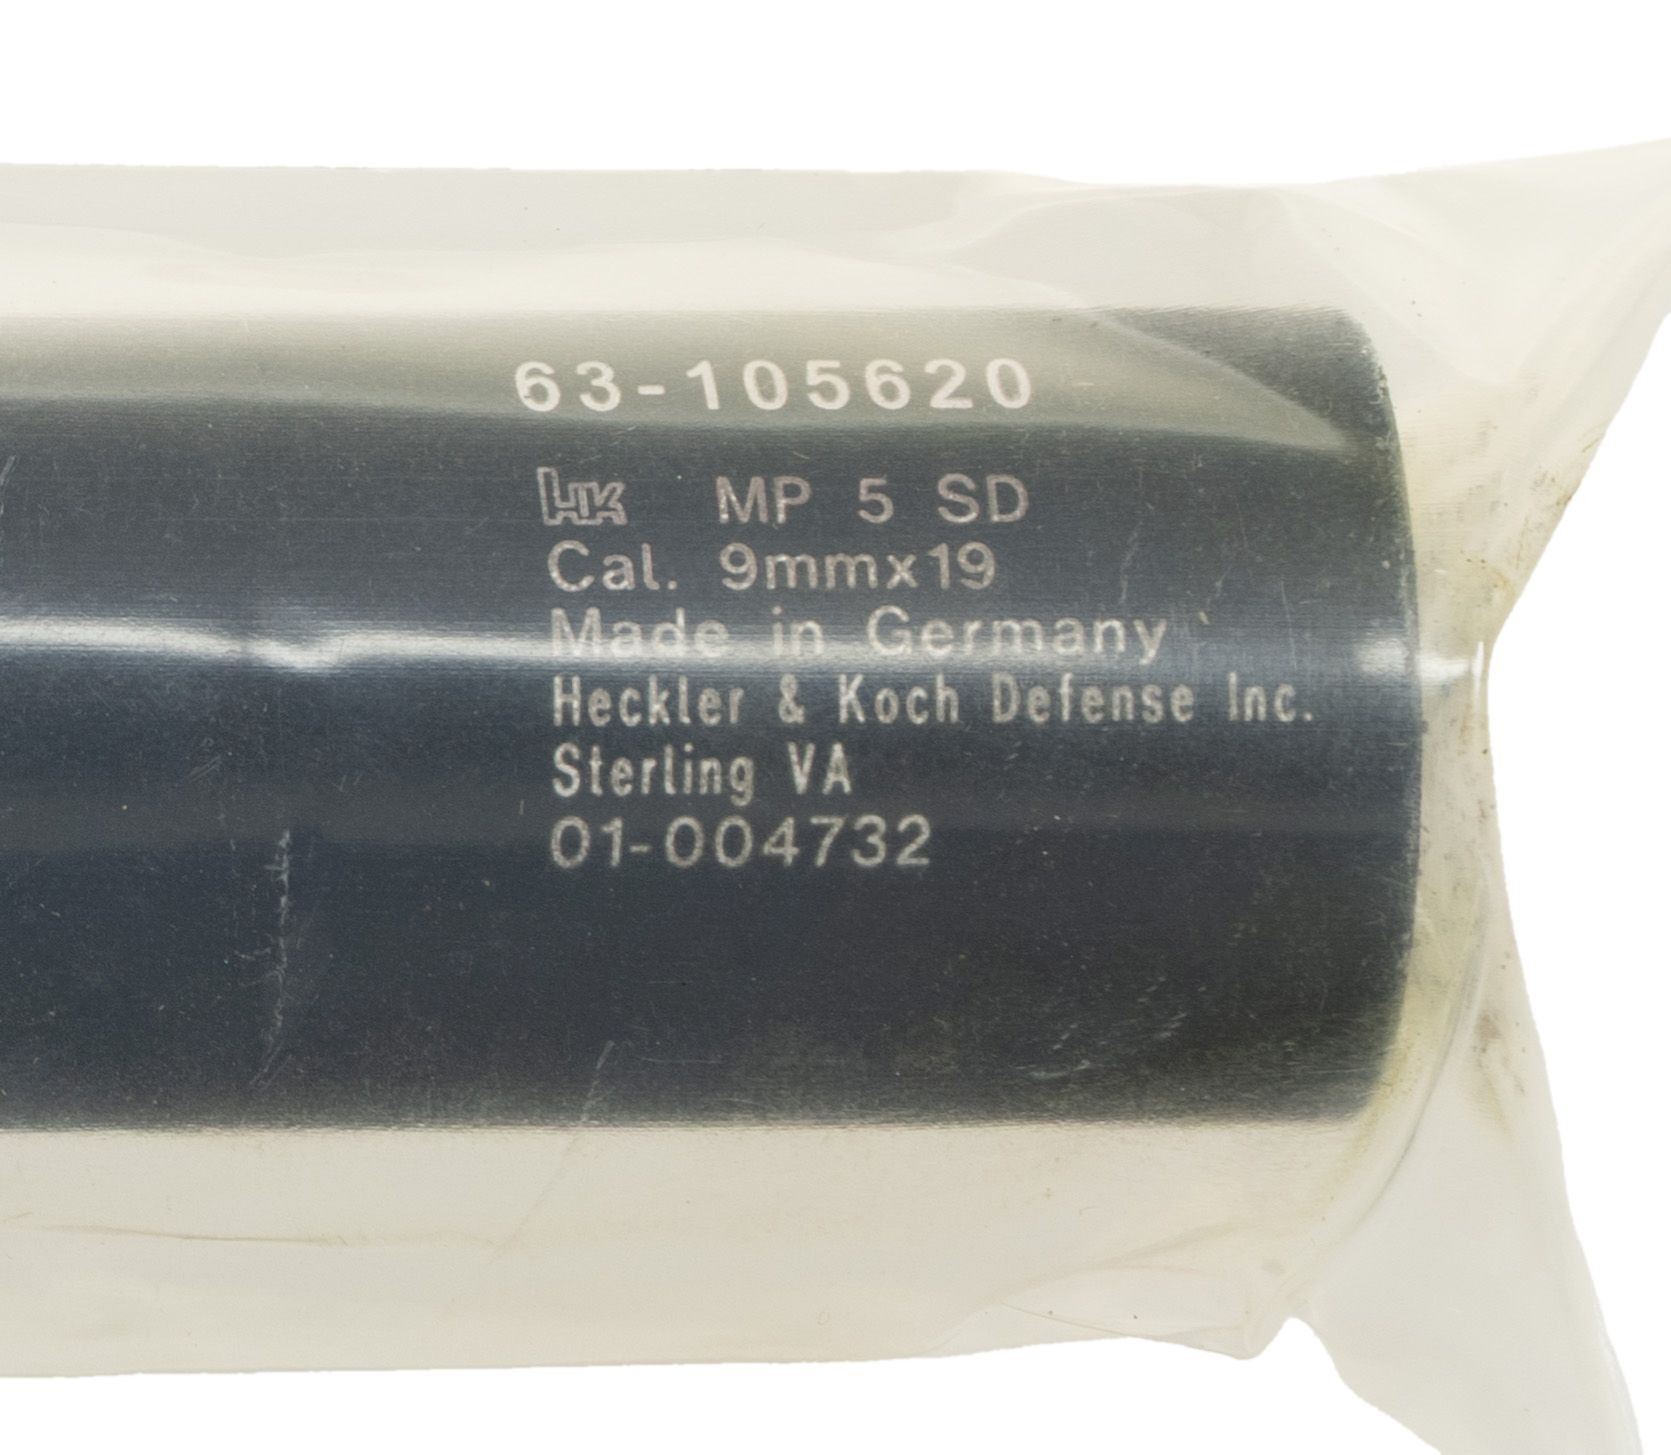 63-105620
HK MP 5 SD
Cal. 9mmx19
Made in Germany
Heckler & Koch Defense Inc.
Sterling VA
01-004732